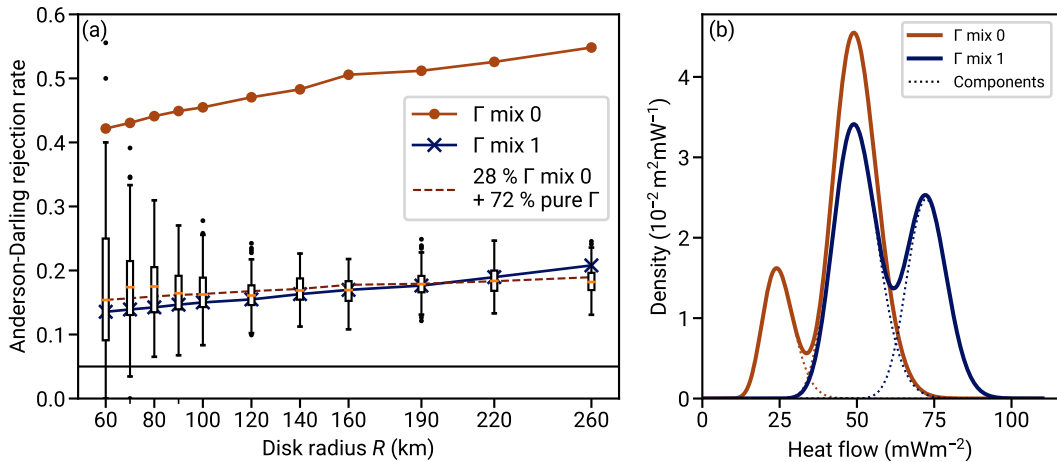 (a)
0.6
0.5
0.4
0.3
0.2
0.1
0.0
Anderson-Darling rejection rate
Γ mix 0
Γ mix 1
28 % Γ mix 0
+ 72 % pure Γ
60
80
100
120
140
160
190
220
260
Disk radius R (km)
(b)
4
3
2
1
0
Density (10⁻² m² mW⁻¹)
Γ mix 0
Γ mix 1
Components
0
25
50
75
100
Heat flow (mWm⁻²)